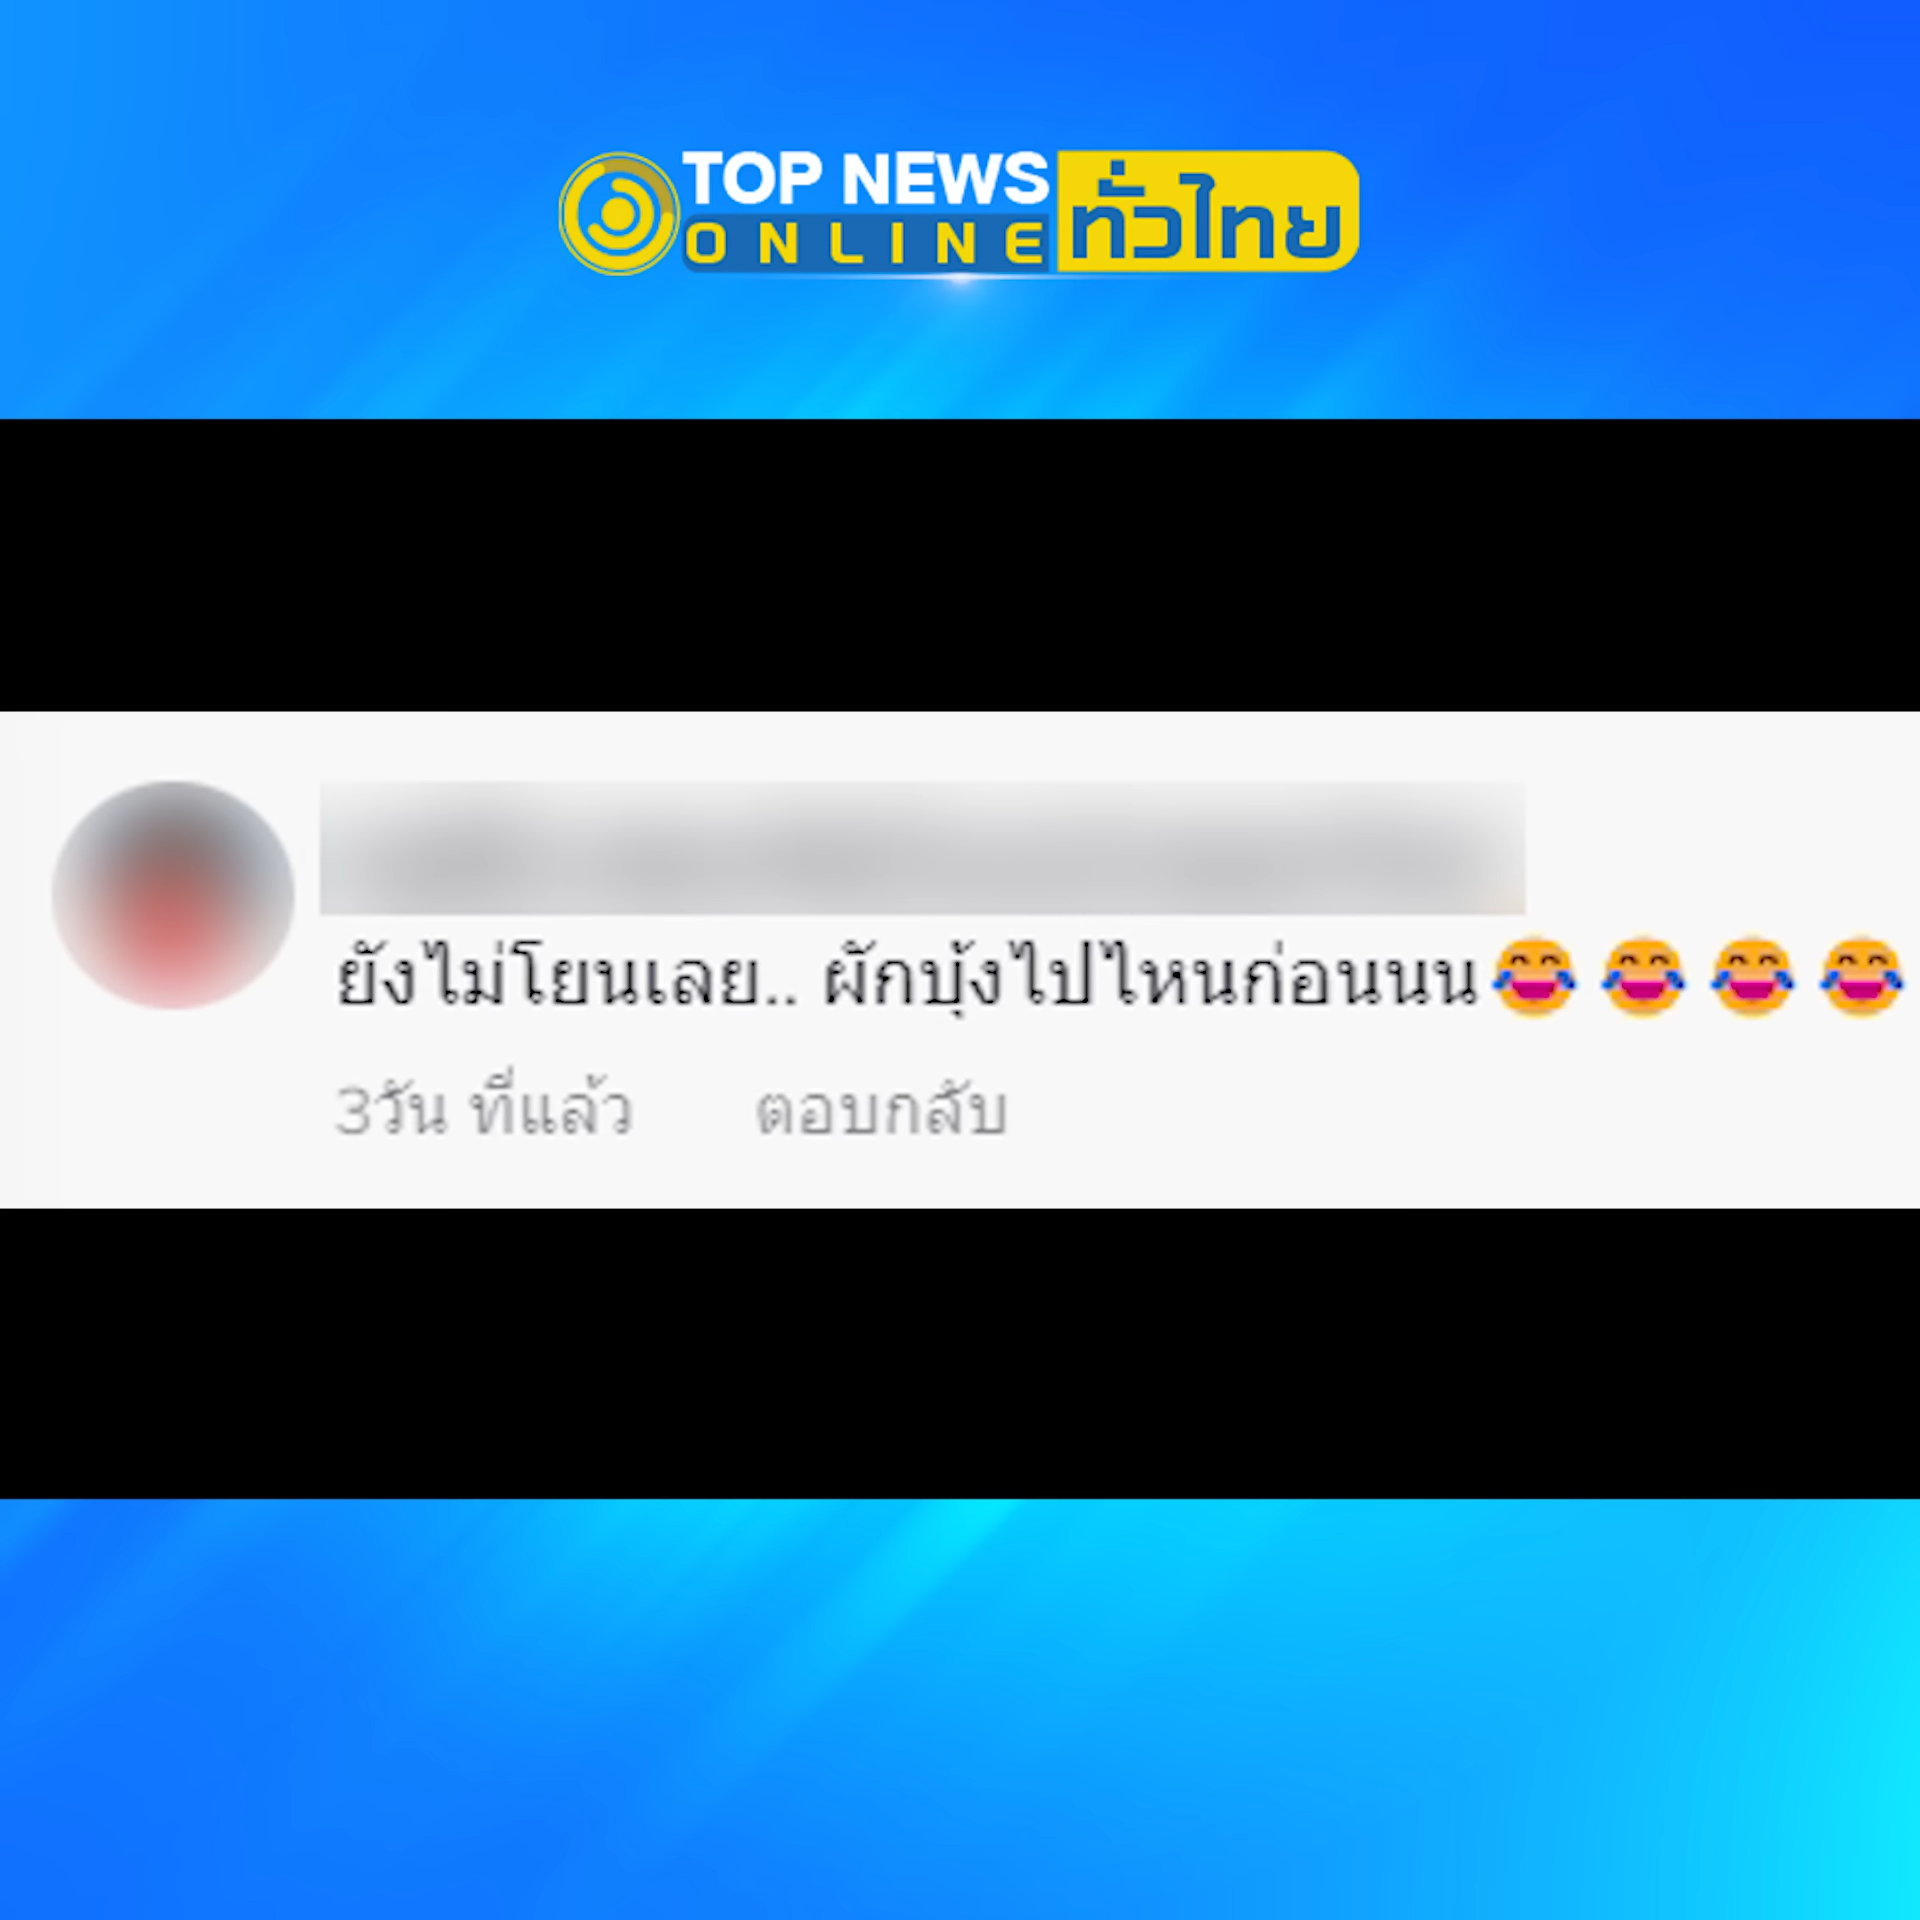 TOP NEWS
ONLINE
ทั่วไทย
ยังไม่โยนเลย.. ผักบุ้งไปไหนก่อนนน😂😂😂😂
3วัน ที่แล้ว ตอบกลับ